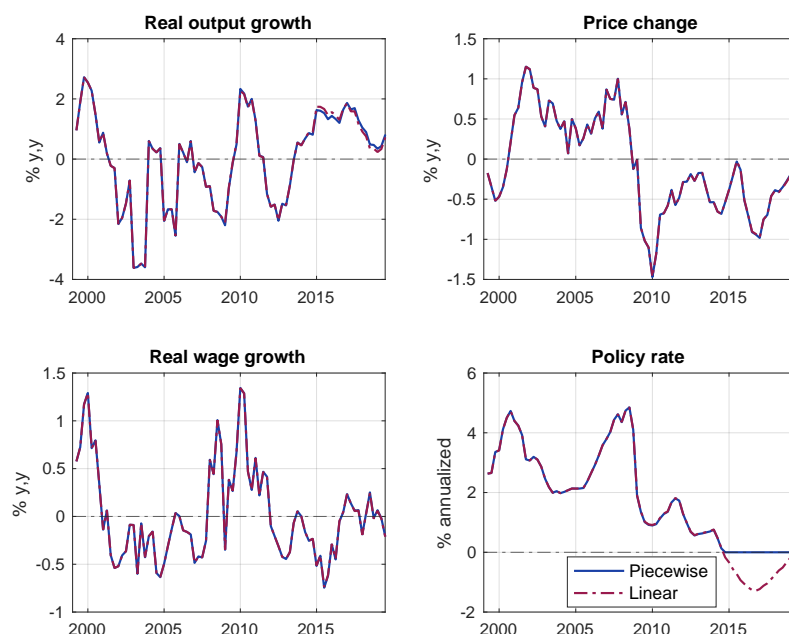 Real output growth
% y,y
4
2
0
-2
-4
2000 2005 2010 2015
Price change
% y,y
1.5
1
0.5
0
-0.5
-1
-1.5
2000 2005 2010 2015
Real wage growth
% y,y
1.5
1
0.5
0
-0.5
-1
2000 2005 2010 2015
Policy rate
% annualized
6
4
2
0
-2
2000 2005 2010 2015
Piecewise
Linear